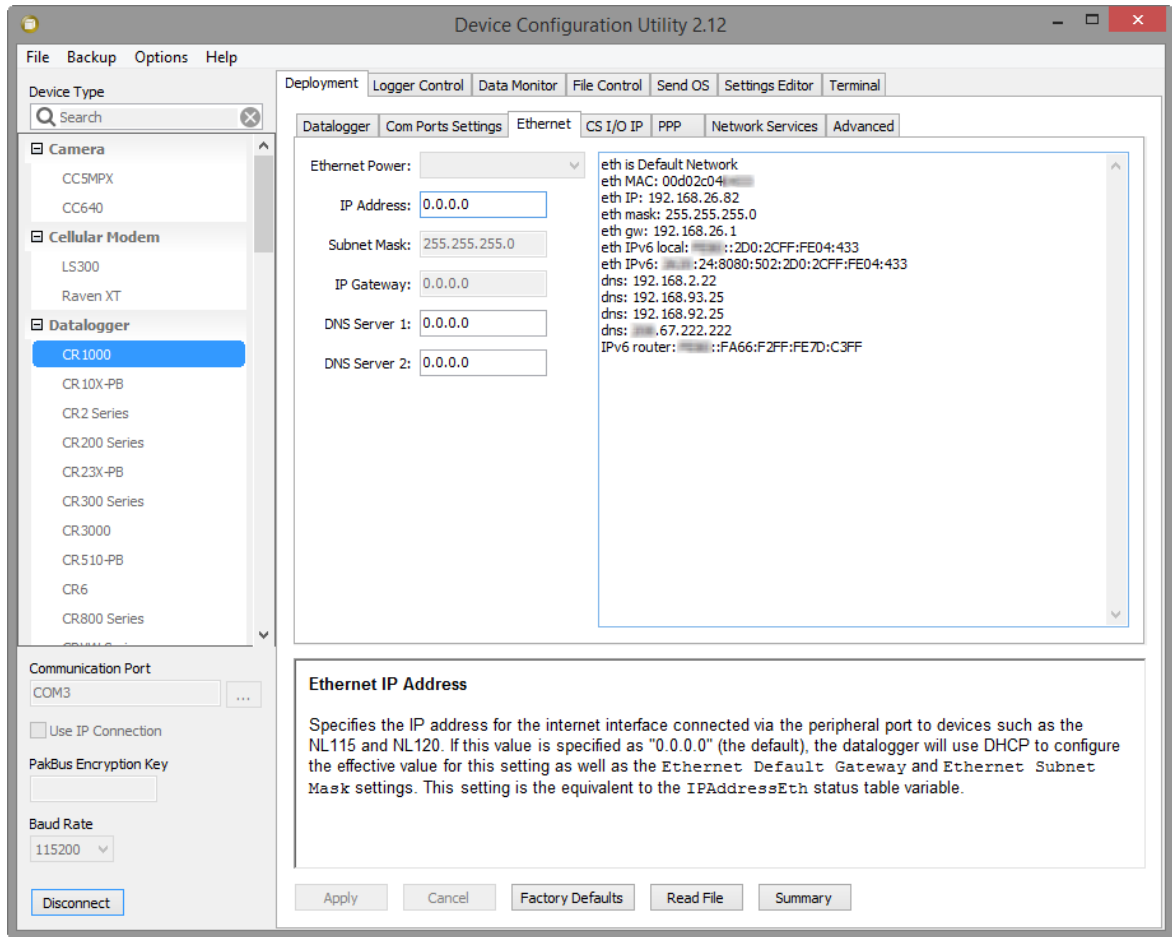 Device Configuration Utility 2.12
File Backup Options Help
Device Type
Search
Camera
CC5MPX
CC640
Cellular Modem
LS300
Raven XT
Datalogger
CR1000
CR10X-PB
CR2 Series
CR200 Series
CR23X-PB
CR300 Series
CR3000
CR510-PB
CR6
CR800 Series
Communication Port
COM3
...
Use IP Connection
PakBus Encryption Key
Baud Rate
115200
Disconnect
Deployment Logger Control Data Monitor File Control Send OS Settings Editor Terminal
Datalogger Com Ports Settings Ethernet CS I/O IP PPP Network Services Advanced
Ethernet Power:
IP Address: 0.0.0.0
Subnet Mask: 255.255.255.0
IP Gateway: 0.0.0.0
DNS Server 1: 0.0.0.0
DNS Server 2: 0.0.0.0
eth is Default Network
eth MAC: 00d02c04
eth IP: 192.168.26.82
eth mask: 255.255.255.0
eth gw: 192.168.26.1
eth IPv6 local: ::2D0:2CFF:FE04:433
eth IPv6: :24:8080:502:2D0:2CFF:FE04:433
dns: 192.168.2.22
dns: 192.168.93.25
dns: 192.168.92.25
dns: .67.222.222
IPv6 router: ::FA66:F2FF:FE7D:C3FF
Ethernet IP Address
Specifies the IP address for the internet interface connected via the peripheral port to devices such as the
NL115 and NL120. If this value is specified as "0.0.0.0" (the default), the datalogger will use DHCP to configure
the effective value for this setting as well as the Ethernet Default Gateway and Ethernet Subnet
Mask settings. This setting is the equivalent to the IPAddressEth status table variable.
Apply Cancel Factory Defaults Read File Summary